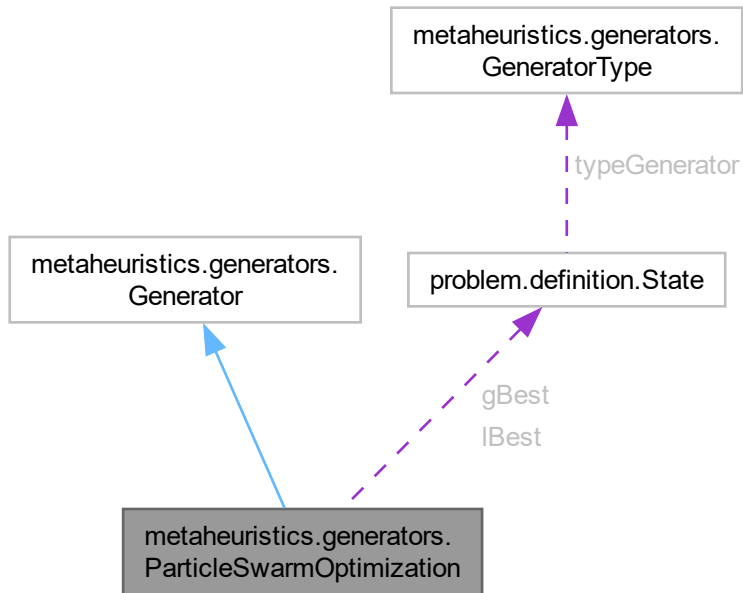 metaheuristics.generators.
GeneratorType
typeGenerator
metaheuristics.generators.
Generator
problem.definition.State
gBest
lBest
metaheuristics.generators.
ParticleSwarmOptimization